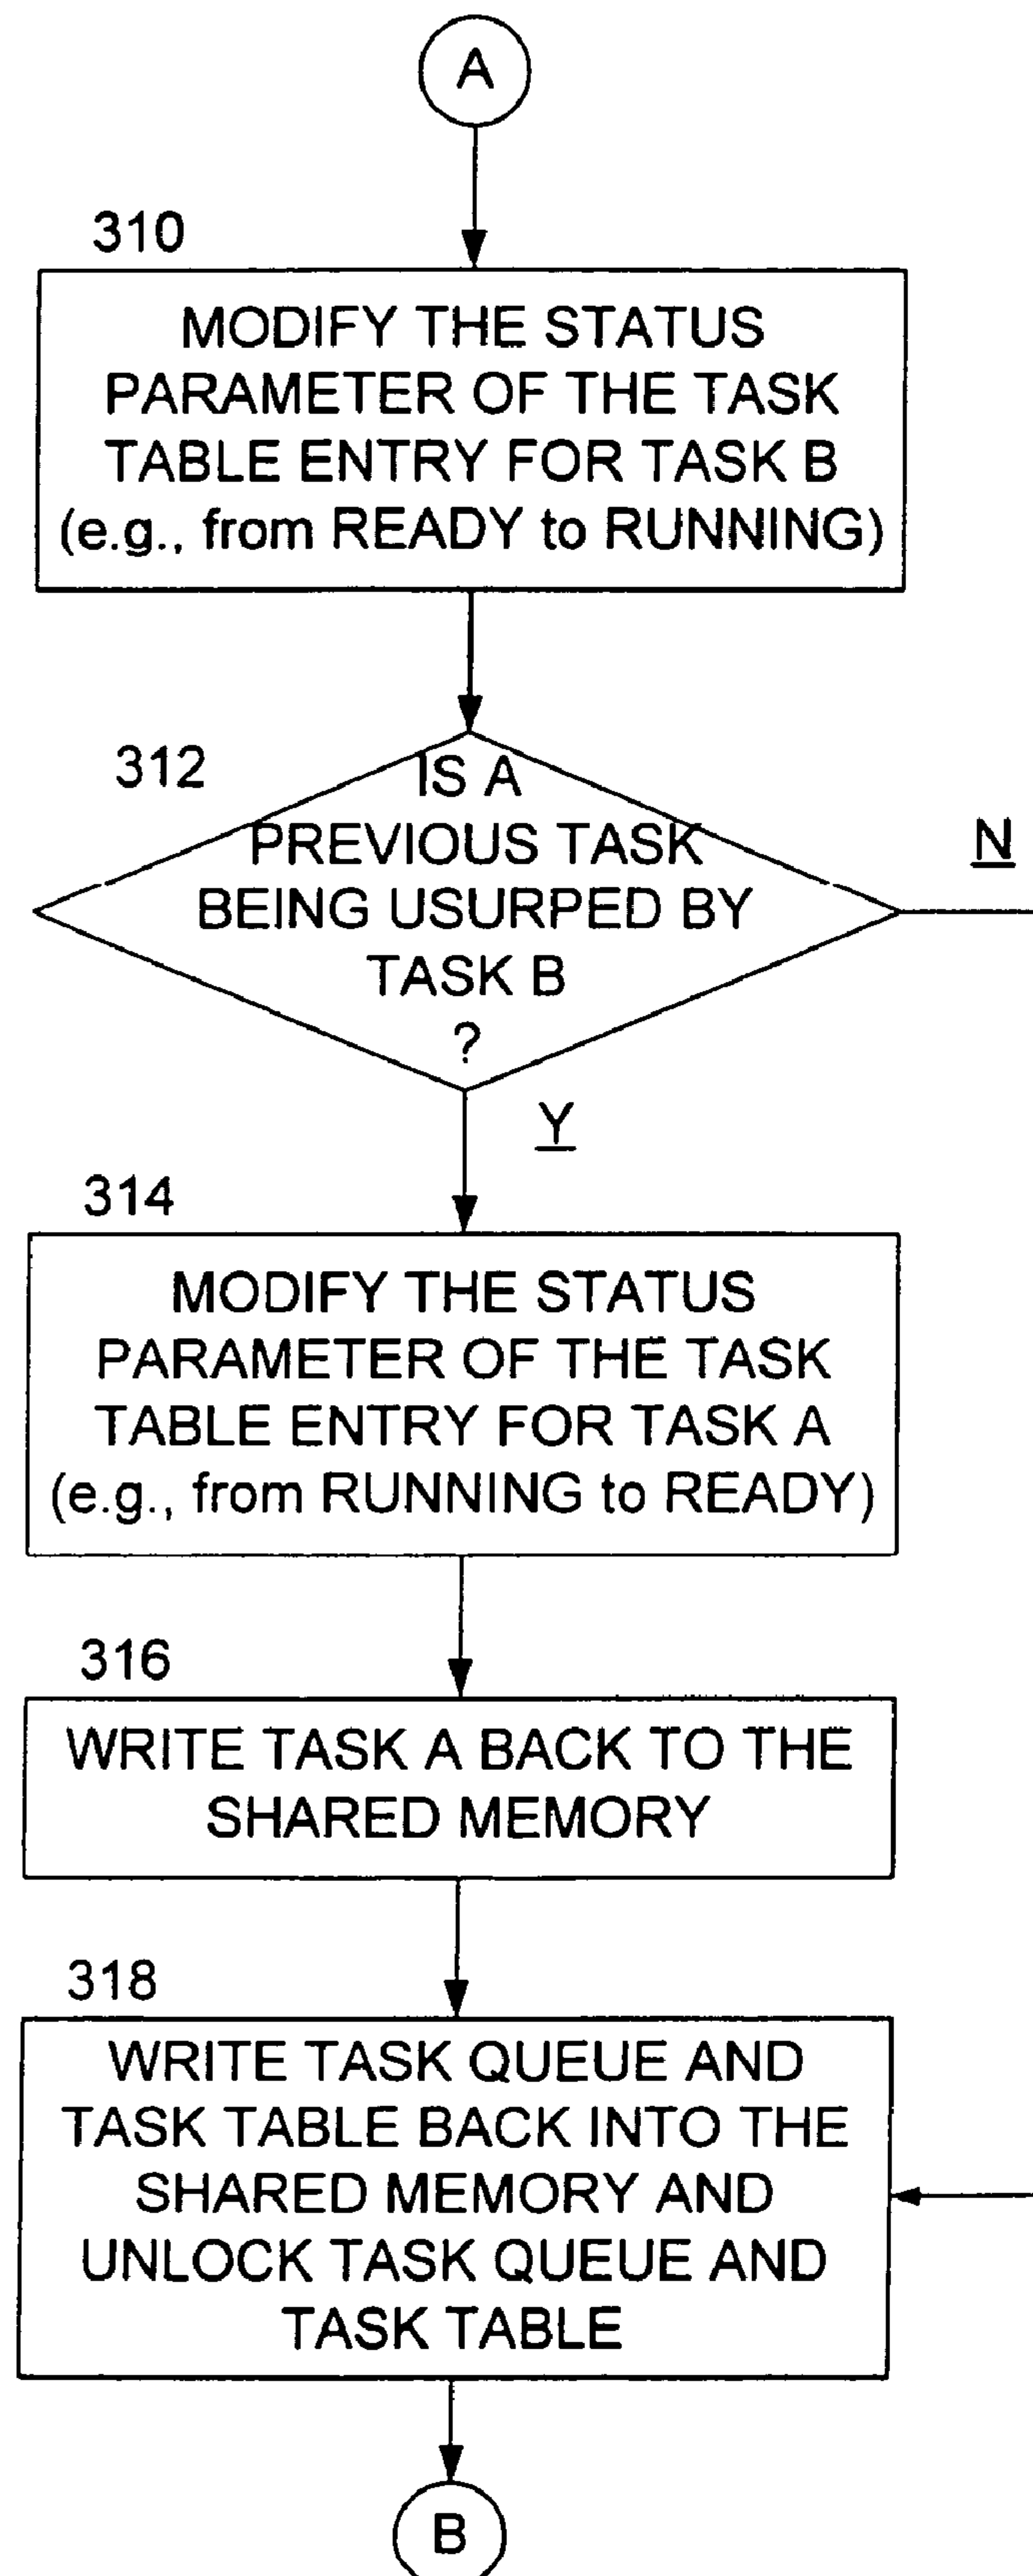 A
310
MODIFY THE STATUS
PARAMETER OF THE TASK
TABLE ENTRY FOR TASK B
(e.g., from READY to RUNNING)
312
IS A
PREVIOUS TASK
BEING USURPED BY
TASK B
?
N
Y
314
MODIFY THE STATUS
PARAMETER OF THE TASK
TABLE ENTRY FOR TASK A
(e.g., from RUNNING to READY)
316
WRITE TASK A BACK TO THE
SHARED MEMORY
318
WRITE TASK QUEUE AND
TASK TABLE BACK INTO THE
SHARED MEMORY AND
UNLOCK TASK QUEUE AND
TASK TABLE
B